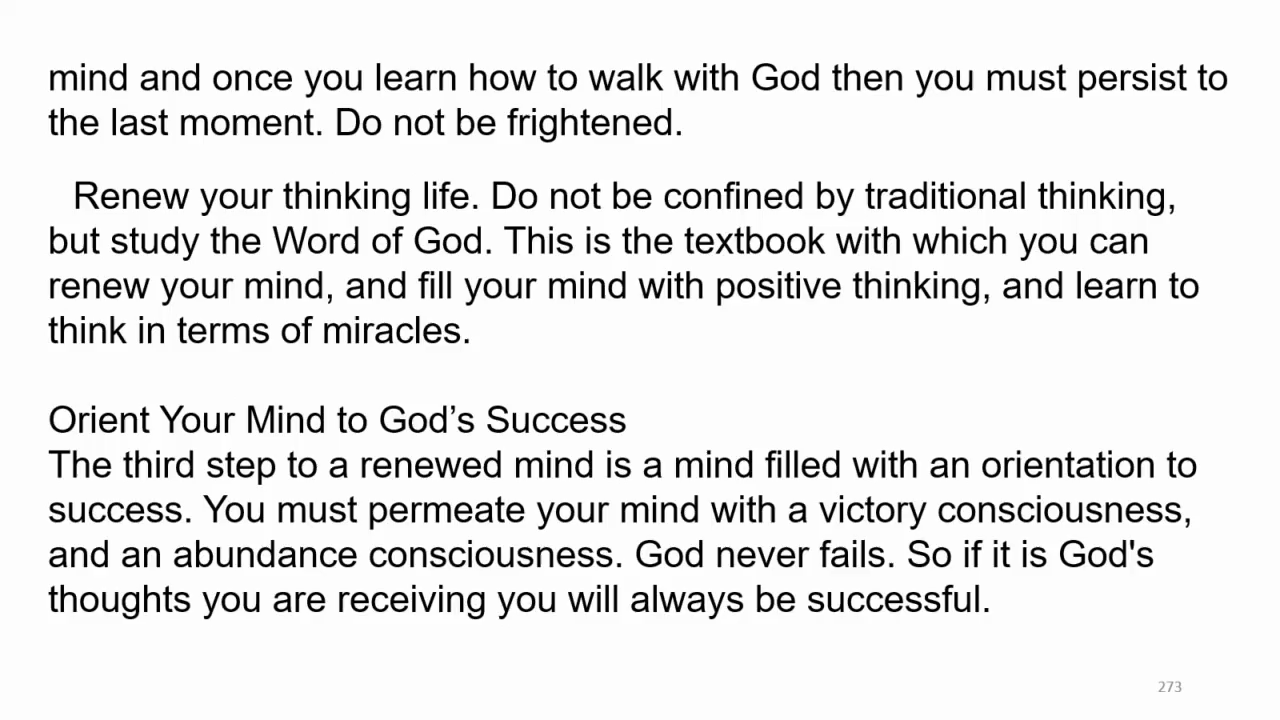 mind and once you learn how to walk with God then you must persist to
the last moment. Do not be frightened.
Renew your thinking life. Do not be confined by traditional thinking,
but study the Word of God. This is the textbook with which you can
renew your mind, and fill your mind with positive thinking, and learn to
think in terms of miracles.
Orient Your Mind to God’s Success
The third step to a renewed mind is a mind filled with an orientation to
success. You must permeate your mind with a victory consciousness,
and an abundance consciousness. God never fails. So if it is God's
thoughts you are receiving you will always be successful.
273